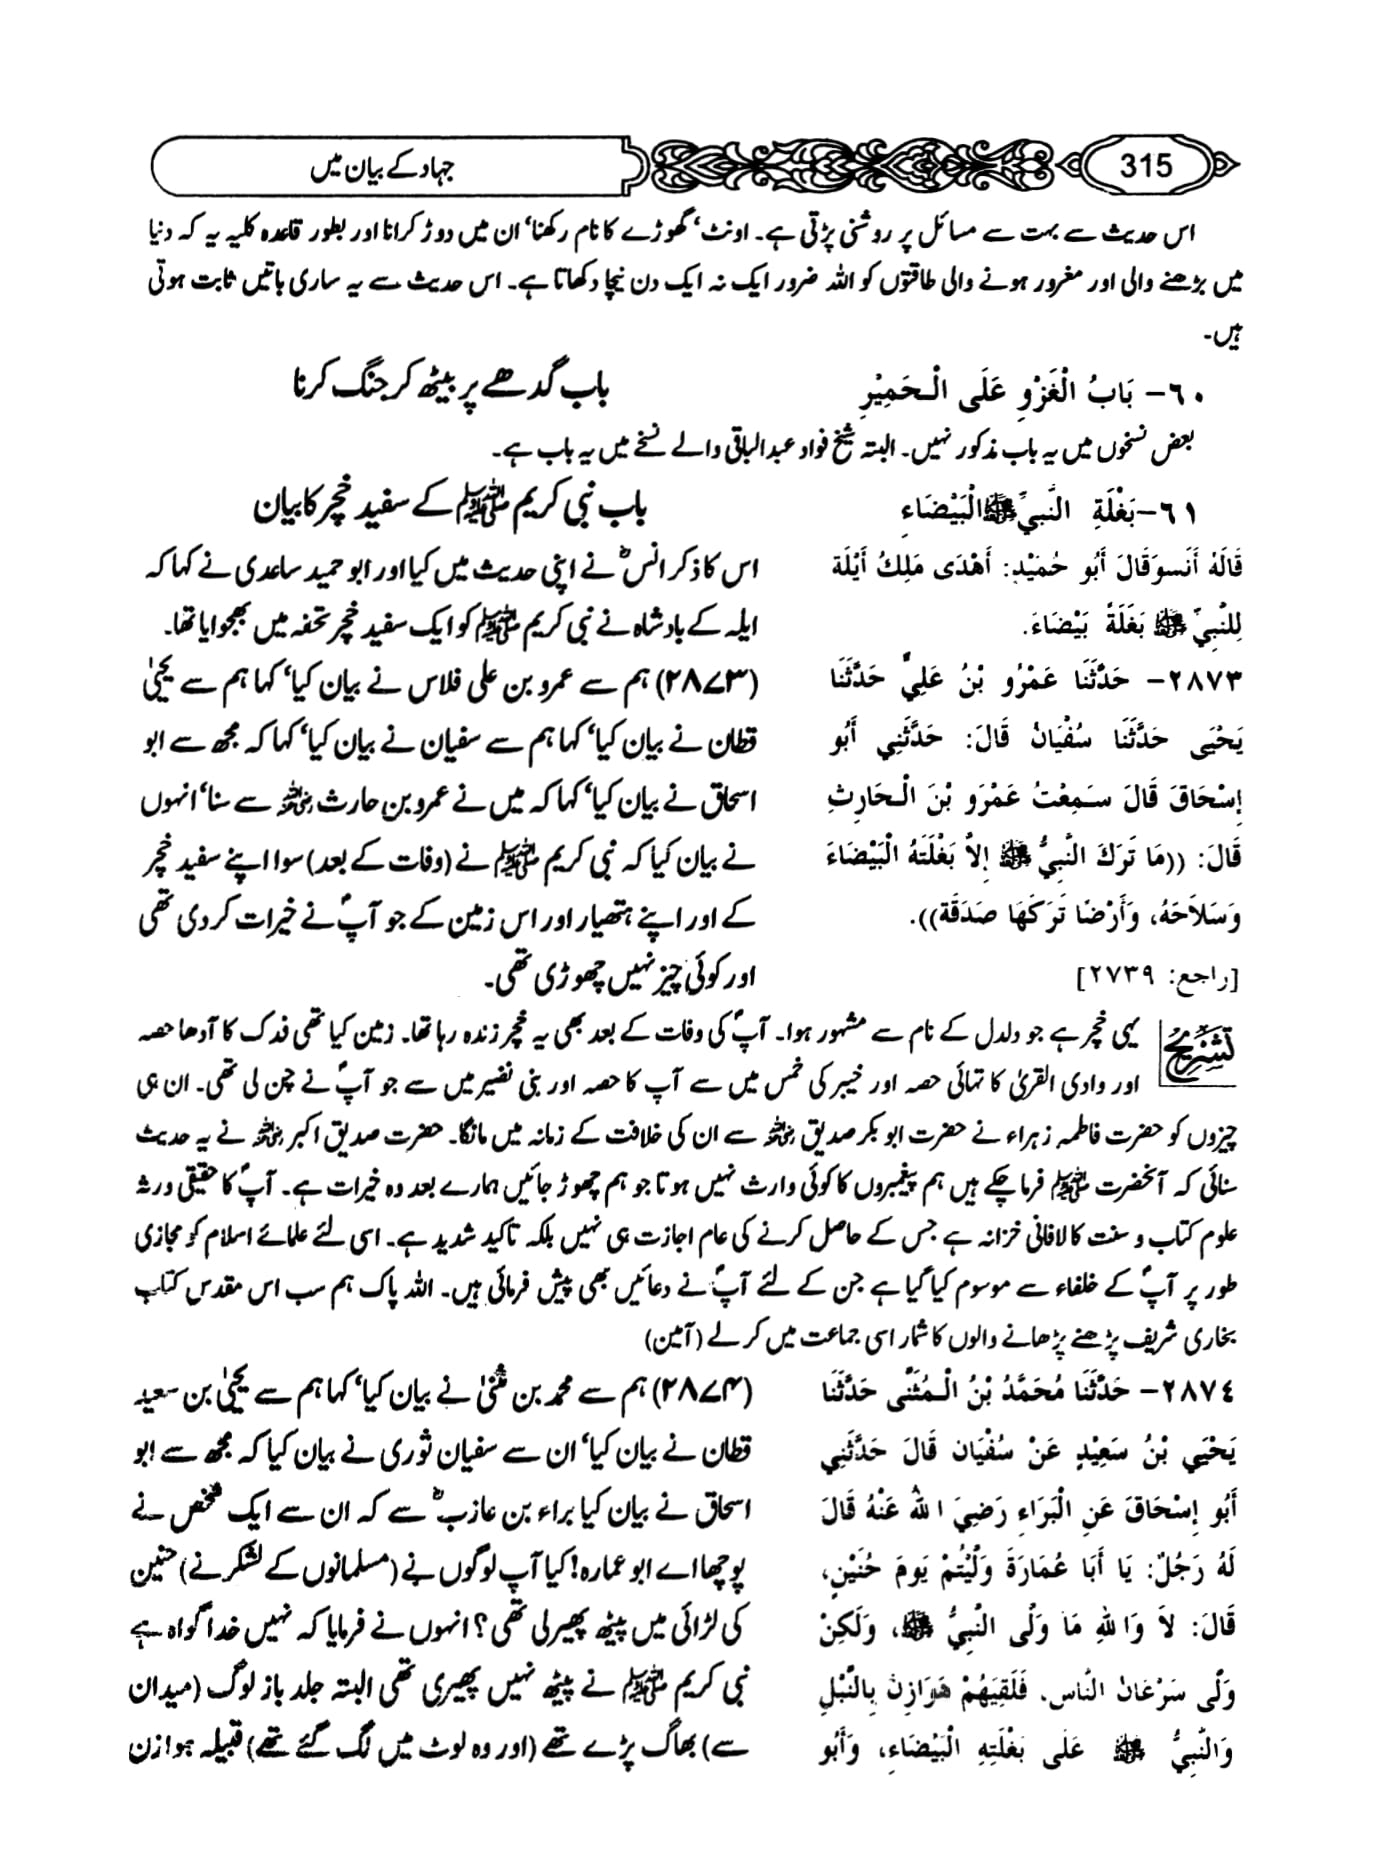 315
جہاد کے بیان میں
اس حدیث سے بہت سے مسائل پر روشنی پڑتی ہے۔ اونٹ‘ گھوڑے کا نام رکھنا‘ ان میں دوڑ کرانا اور بطور قاعدہ کلیہ یہ کہ دنیا
میں بڑھنے والی اور مغرور ہونے والی طاقتوں کو اللہ ضرور ایک نہ ایک دن نیچا دکھاتا ہے۔ اس حدیث سے یہ ساری باتیں ثابت ہوتی
ہیں۔
٦٠- بَابُ الْغَزْوِ عَلَى الْـحَمِيْرِ
باب گدھے پر بیٹھ کر جنگ کرنا
بعض نسخوں میں یہ باب مذکور نہیں۔ البتہ شیخ فواد عبدالباقی والے نسخے میں یہ باب ہے۔
٦١-بَغْلَةِ النَّبِيِّ ﷺ الْبَيْضَاءِ
قَالَهُ أَنَسوَقَالَ أَبُو حُمَيْدٍ: أَهْدَى مَلِكُ أَيْلَة
لِلنَّبِيِّ ﷺ بَغْلَةً بَيْضَاءَ.
٢٨٧٣- حَدَّثَنَا عَمْرُو بْنُ عَلِيٍّ حَدَّثَنَا
يَحْيَى حَدَّثَنَا سُفْيَانُ قَالَ: حَدَّثَنِي أَبُو
إِسْحَاقَ قَالَ سَمِعْتُ عَمْرَو بْنَ الْـحَارِثِ
قَالَ: ((مَا تَرَكَ النَّبِيُّ ﷺ إِلاَّ بَغْلَتَهُ الْبَيْضَاءَ
وَسَلاَحَهُ، وَأَرْضًا تَرَكَهَا صَدَقَة)).
[راجع: ٢٧٣٩]
باب نبی کریم ﷺ کے سفید خچر کا بیان
اس کا ذکر انسؓ نے اپنی حدیث میں کیا اور ابو حمید ساعدی نے کہا کہ
ایلہ کے بادشاہ نے نبی کریم ﷺ کو ایک سفید خچر تحفہ میں بھجوایا تھا۔
(۲۸۷۳) ہم سے عمرو بن علی فلاس نے بیان کیا‘ کہا ہم سے یحییٰ
قطان نے بیان کیا‘ کہا ہم سے سفیان نے بیان کیا‘ کہا کہ مجھ سے ابو
اسحاق نے بیان کیا‘ کہا کہ میں نے عمرو بن حارث رضی اللہ عنہ سے سنا‘ انہوں
نے بیان کیا کہ نبی کریم ﷺ نے (وفات کے بعد) سوا اپنے سفید خچر
کے اور اپنے ہتھیار اور اس زمین کے جو آپؐ نے خیرات کر دی تھی
اور کوئی چیز نہیں چھوڑی تھی۔
تشریح
یہی خچر ہے جو دلدل کے نام سے مشہور ہوا۔ آپؐ کی وفات کے بعد بھی یہ خچر زندہ رہا تھا۔ زمین کیا تھی فدک کا آدھا حصہ
اور وادی القریٰ کا تہائی حصہ اور خیبر کی خمس میں سے آپ کا حصہ اور بنی نضیر میں سے جو آپؐ نے چن لی تھی۔ ان ہی
چیزوں کو حضرت فاطمہ زہراء نے حضرت ابوبکر صدیق رضی اللہ عنہ سے ان کی خلافت کے زمانہ میں مانگا۔ حضرت صدیق اکبر رضی اللہ عنہ نے یہ حدیث
سنائی کہ آنحضرت ﷺ فرما چکے ہیں ہم پیغمبروں کا کوئی وارث نہیں ہوتا جو ہم چھوڑ جائیں ہمارے بعد وہ خیرات ہے۔ آپؐ کا حقیقی ورثہ
علوم کتاب و سنت کا لافانی خزانہ ہے جس کے حاصل کرنے کی عام اجازت ہی نہیں بلکہ تاکید شدید ہے۔ اسی لئے علمائے اسلام کو مجازی
طور پر آپؐ کے خلفاء سے موسوم کیا گیا ہے جن کے لئے آپؐ نے دعائیں بھی پیش فرمائی ہیں۔ اللہ پاک ہم سب اس مقدس کتاب
بخاری شریف پڑھنے پڑھانے والوں کا شمار اسی جماعت میں کر لے (آمین)
٢٨٧٤- حَدَّثَنَا مُحَمَّدُ بْنُ الْـمُثَنَّى حَدَّثَنَا
يَحْيَي بْنُ سَعِيْدٍ عَنْ سُفْيَان قَالَ حَدَّثَنِي
أَبُو إِسْحَاقَ عَنِ الْبَرَاءِ رَضِيَ اللهُ عَنْهُ قَالَ
لَهُ رَجُلٌ: يَا أَبَا عُمَارَةَ وَلَّيْتُمْ يَومَ حُنَيْنٍ،
قَالَ: لاَ وَاللهِ مَا وَلَّى النَّبِيُّ ﷺ، وَلَكِنْ
وَلَّى سَرْعَانُ النَّاسِ. فَلَقِيَهُمْ هَوَازِنُ بِالنَّبْلِ
وَالنَّبِيُّ ﷺ عَلَى بَغْلَتِهِ الْبَيْضَاءِ، وَأَبُو
(۲۸۷۴) ہم سے محمد بن مثنیٰ نے بیان کیا‘ کہا ہم سے یحییٰ بن سعید
قطان نے بیان کیا‘ ان سے سفیان ثوری نے بیان کیا کہ مجھ سے ابو
اسحاق نے بیان کیا براء بن عازبؓ سے کہ ان سے ایک شخص نے
پوچھا اے ابو عمارہ! کیا آپ لوگوں نے (مسلمانوں کے لشکر نے) حنین
کی لڑائی میں پیٹھ پھیر لی تھی؟ انہوں نے فرمایا کہ نہیں خدا گواہ ہے
نبی کریم ﷺ نے پیٹھ نہیں پھیری تھی البتہ جلد باز لوگ (میدان
سے) بھاگ پڑے تھے (اور وہ لوٹ میں لگ گئے تھے) قبیلہ ہوازن